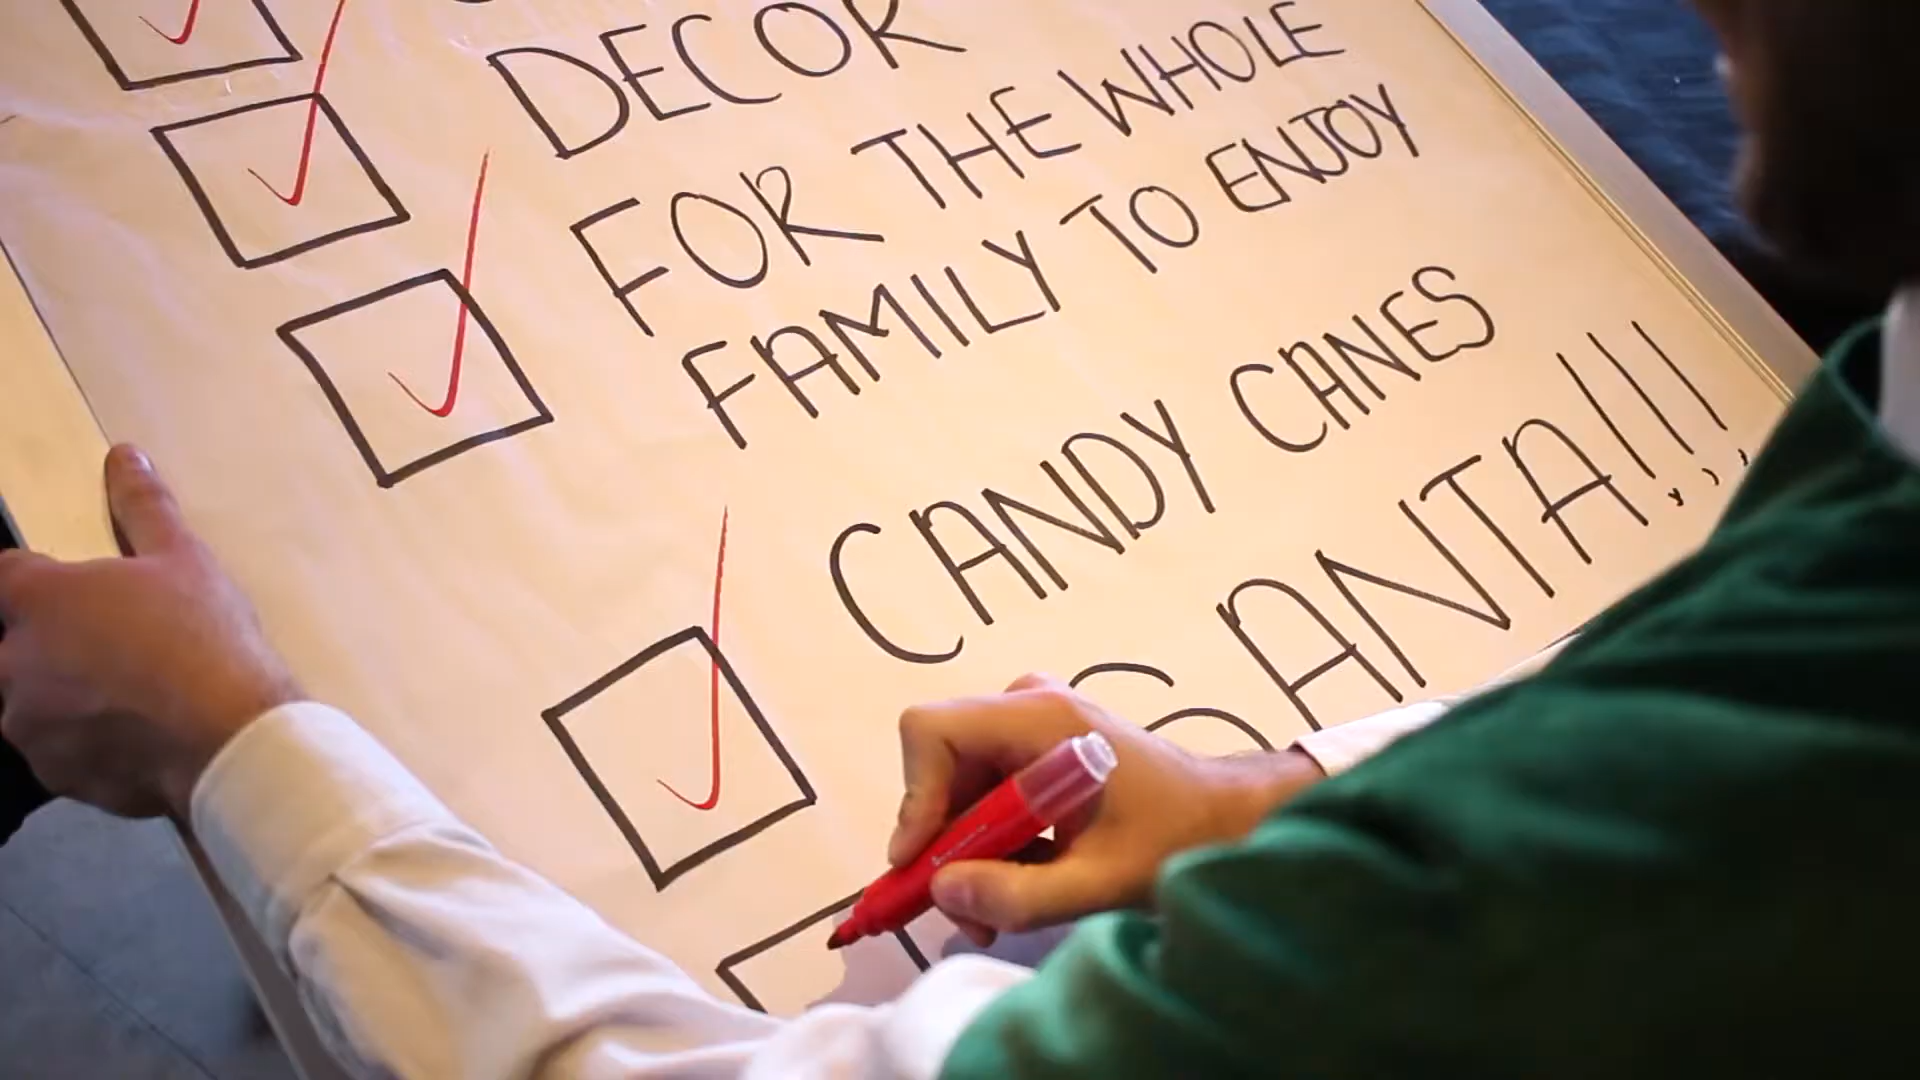 DECOR
FOR THE WHOLE
FAMILY TO ENJOY
CANDY CANES
SANTA!!!